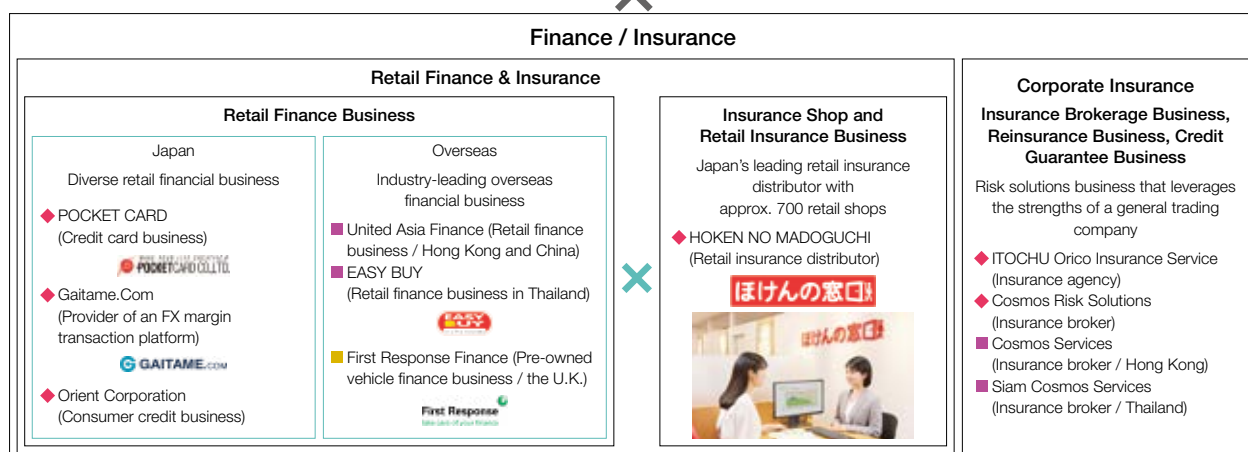 Finance / Insurance
Retail Finance & Insurance
Retail Finance Business
Japan
Diverse retail financial business
POCKET CARD
(Credit card business)
POCKETCARD CO.,LTD.
Gaitame.Com
(Provider of an FX margin
transaction platform)
GAITAME.COM
Orient Corporation
(Consumer credit business)
Overseas
Industry-leading overseas
financial business
United Asia Finance (Retail finance
business / Hong Kong and China)
EASY BUY
(Retail finance business in Thailand)
EASY
BUY
First Response Finance (Pre-owned
vehicle finance business / the U.K.)
First Response
take care of your finance
Insurance Shop and
Retail Insurance Business
Japan's leading retail insurance
distributor with
approx. 700 retail shops
HOKEN NO MADOGUCHI
(Retail insurance distributor)
ほけんの窓口
ほけんの窓口
Corporate Insurance
Insurance Brokerage Business,
Reinsurance Business, Credit
Guarantee Business
Risk solutions business that leverages
the strengths of a general trading
company
ITOCHU Orico Insurance Service
(Insurance agency)
Cosmos Risk Solutions
(Insurance broker)
Cosmos Services
(Insurance broker / Hong Kong)
Siam Cosmos Services
(Insurance broker / Thailand)